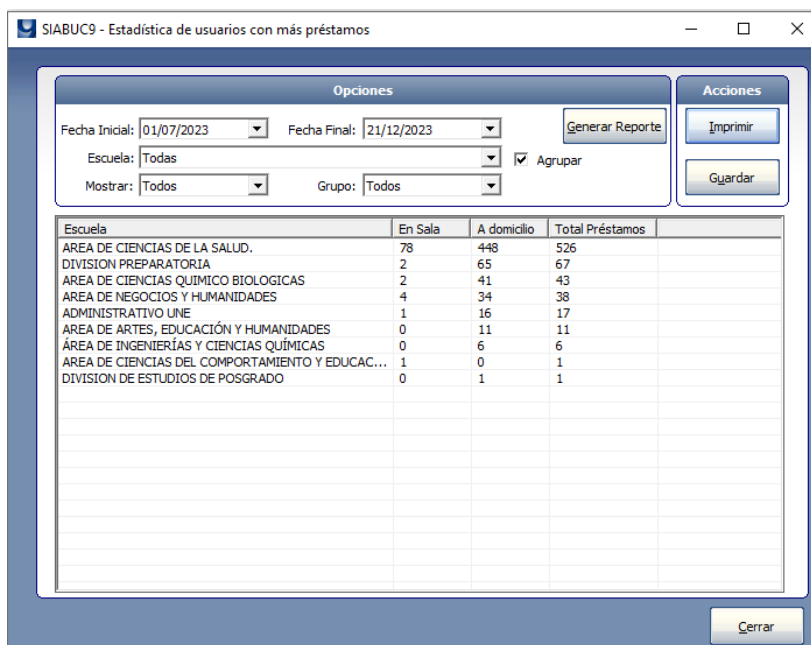 SIABUC9 - Estadística de usuarios con más préstamos
Opciones
Acciones
Fecha Inicial: 01/07/2023 Fecha Final: 21/12/2023 Generar Reporte
Imprimir
Escuela: Todas Agrupar
Mostrar: Todos Grupo: Todos
Guardar
Escuela En Sala A domicilio Total Préstamos
AREA DE CIENCIAS DE LA SALUD. 78 448 526
DIVISION PREPARATORIA 2 65 67
AREA DE CIENCIAS QUIMICO BIOLOGICAS 2 41 43
AREA DE NEGOCIOS Y HUMANIDADES 4 34 38
ADMINISTRATIVO UNE 1 16 17
AREA DE ARTES, EDUCACIÓN Y HUMANIDADES 0 11 11
ÁREA DE INGENIERÍAS Y CIENCIAS QUÍMICAS 0 6 6
AREA DE CIENCIAS DEL COMPORTAMIENTO Y EDUCAC... 1 0 1
DIVISION DE ESTUDIOS DE POSGRADO 0 1 1
Cerrar